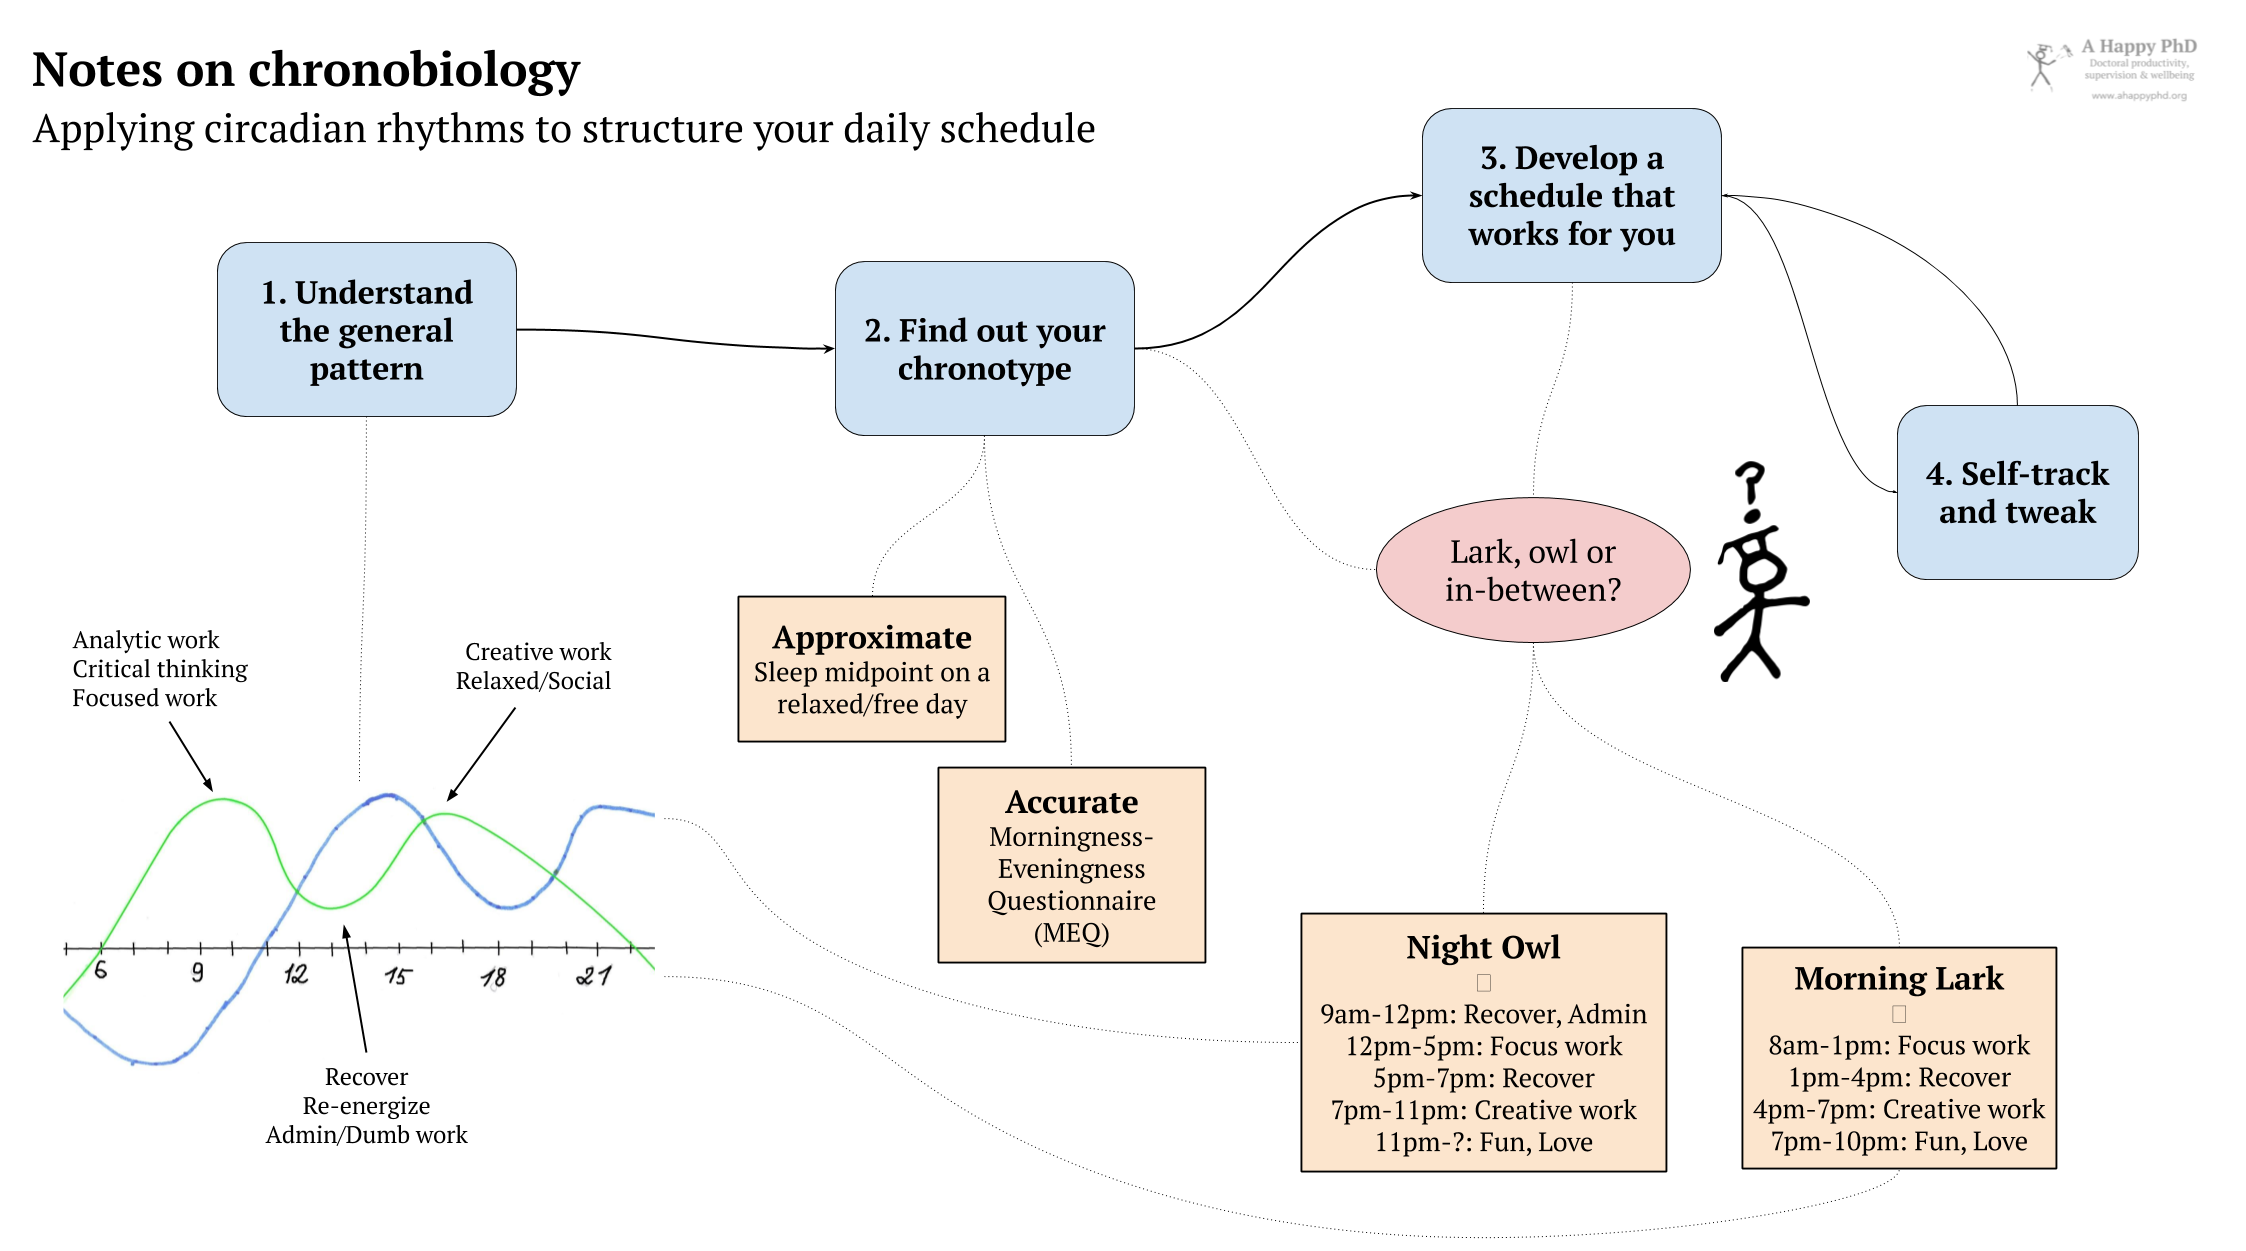 Notes on chronobiology
Applying circadian rhythms to structure your daily schedule
A Happy PhD
Doctoral productivity,
supervision & wellbeing
www.ahappyphd.org
1. Understand
the general
pattern
2. Find out your
chronotype
3. Develop a
schedule that
works for you
4. Self-track
and tweak
Lark, owl or
in-between?
?
Approximate
Sleep midpoint on a
relaxed/free day
Accurate
Morningness-
Eveningness
Questionnaire
(MEQ)
Analytic work
Critical thinking
Focused work
Creative work
Relaxed/Social
6 9 12 15 18 21
Recover
Re-energize
Admin/Dumb work
Night Owl
9am-12pm: Recover, Admin
12pm-5pm: Focus work
5pm-7pm: Recover
7pm-11pm: Creative work
11pm-?: Fun, Love
Morning Lark
8am-1pm: Focus work
1pm-4pm: Recover
4pm-7pm: Creative work
7pm-10pm: Fun, Love